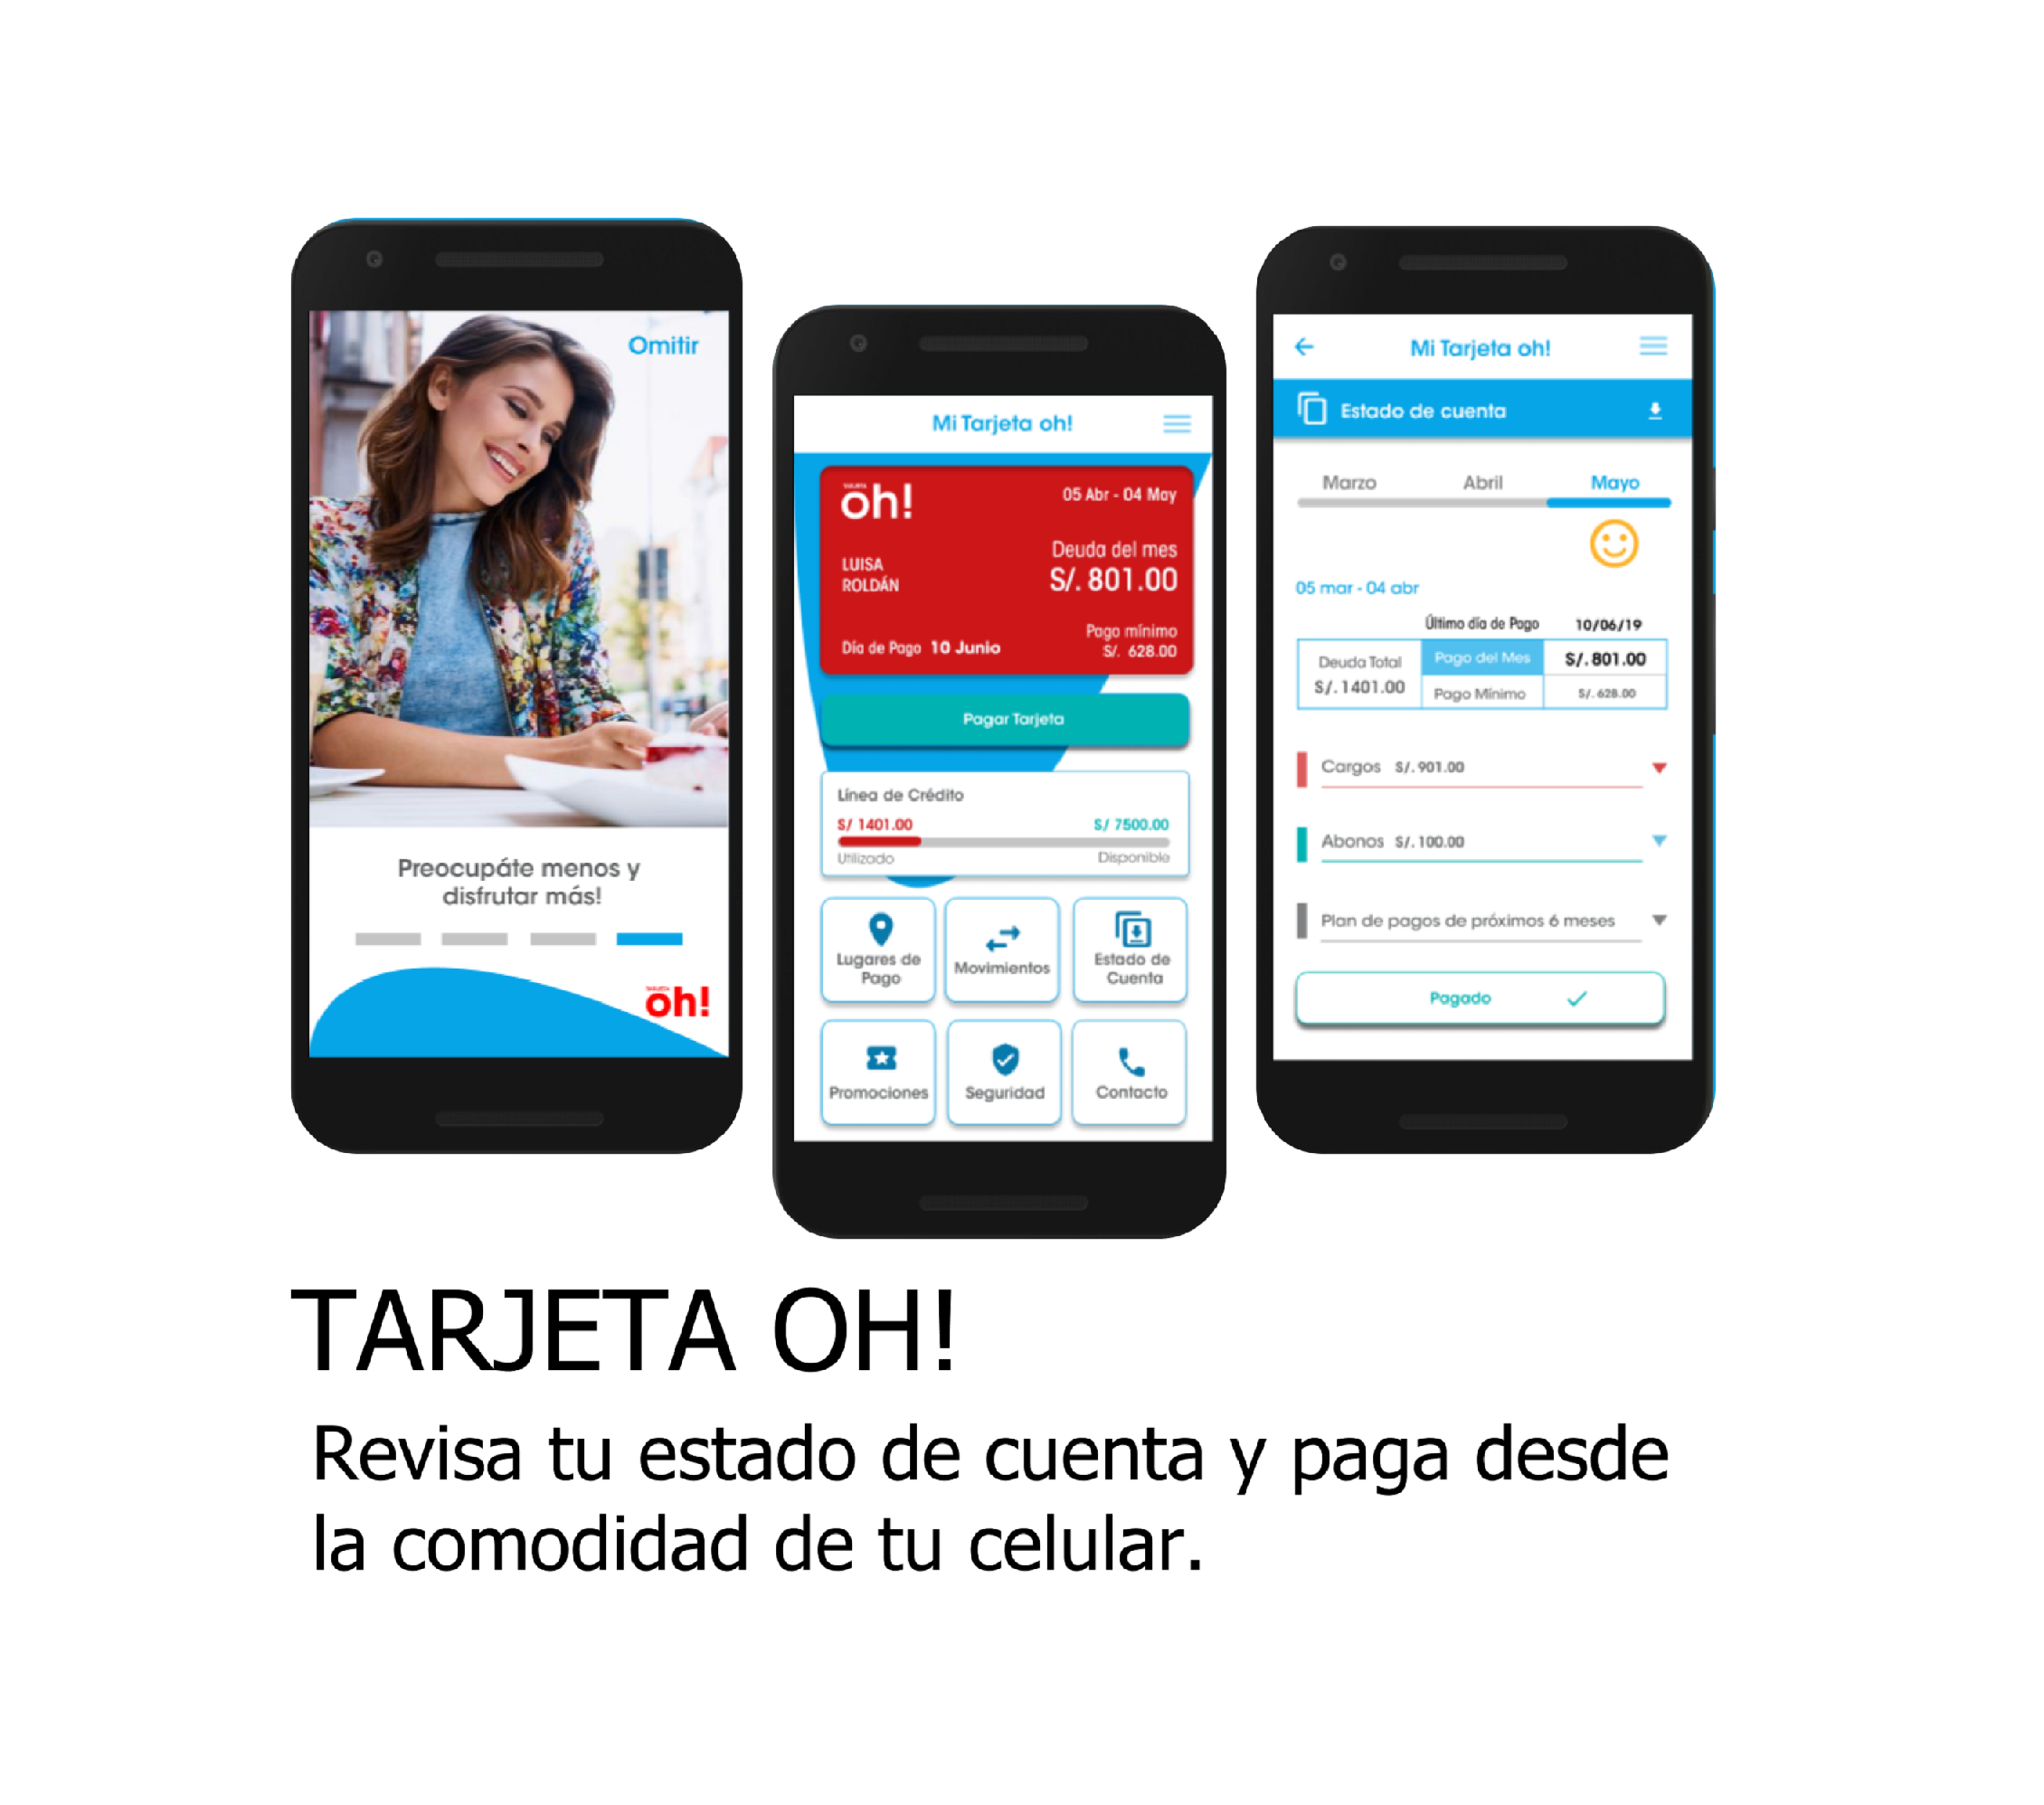 Omitir
Preocupáte menos y
disfrutar más!
TARJETA
oh!
Mi Tarjeta oh!
TARJETA
oh!
05 Abr - 04 May
LUISA
ROLDÁN
Deuda del mes
S/. 801.00
Día de Pago 10 Junio
Pago mínimo
S/. 628.00
Pagar Tarjeta
Línea de Crédito
S/ 1401.00 S/ 7500.00
Utilizado Disponible
Lugares de
Pago
Movimientos
Estado de
Cuenta
Promociones
Seguridad
Contacto
Mi Tarjeta oh!
Estado de cuenta
Marzo Abril Mayo
05 mar - 04 abr
Último día de Pago 10/06/19
Deuda Total
S/. 1401.00
Pago del Mes S/. 801.00
Pago Mínimo S/. 628.00
Cargos S/. 901.00
Abonos S/. 100.00
Plan de pagos de próximos 6 meses
Pagado
TARJETA OH!
Revisa tu estado de cuenta y paga desde
la comodidad de tu celular.